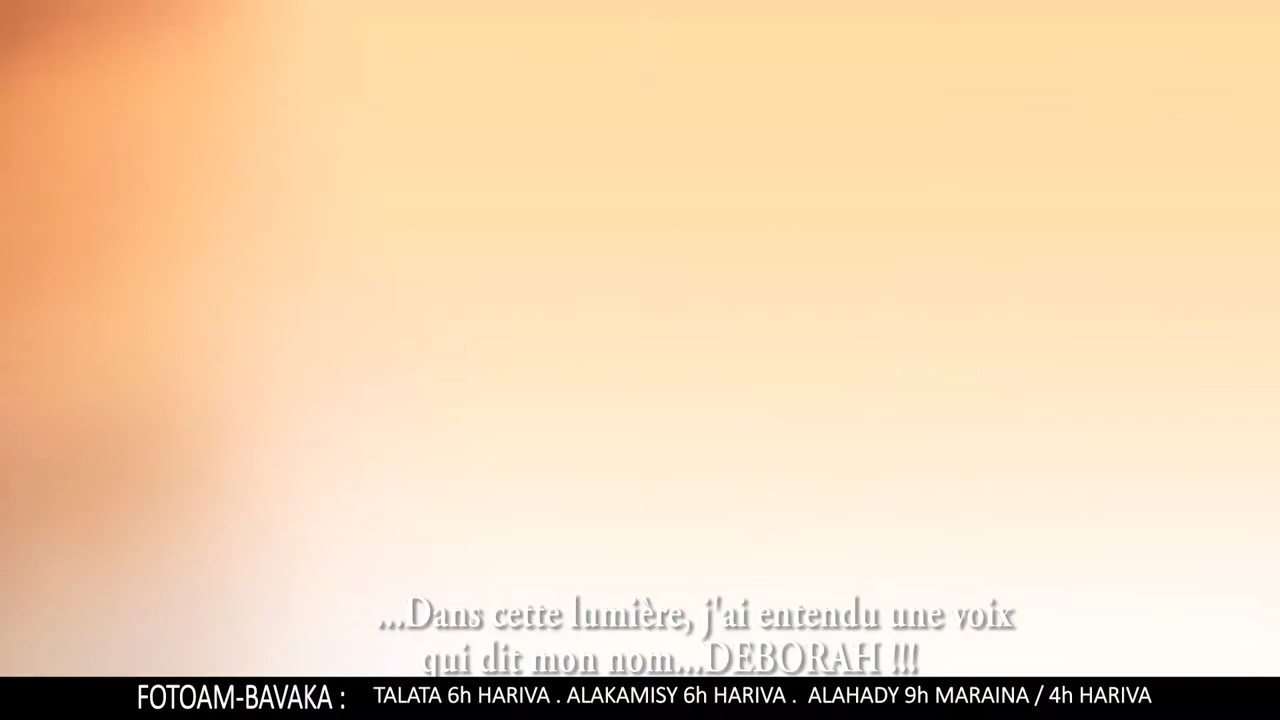 ...Dans cette lumière, j'ai entendu une voix
qui dit mon nom...DEBORAH !!!
FOTOAM-BAVAKA : TALATA 6h HARIVA . ALAKAMISY 6h HARIVA . ALAHADY 9h MARAINA / 4h HARIVA